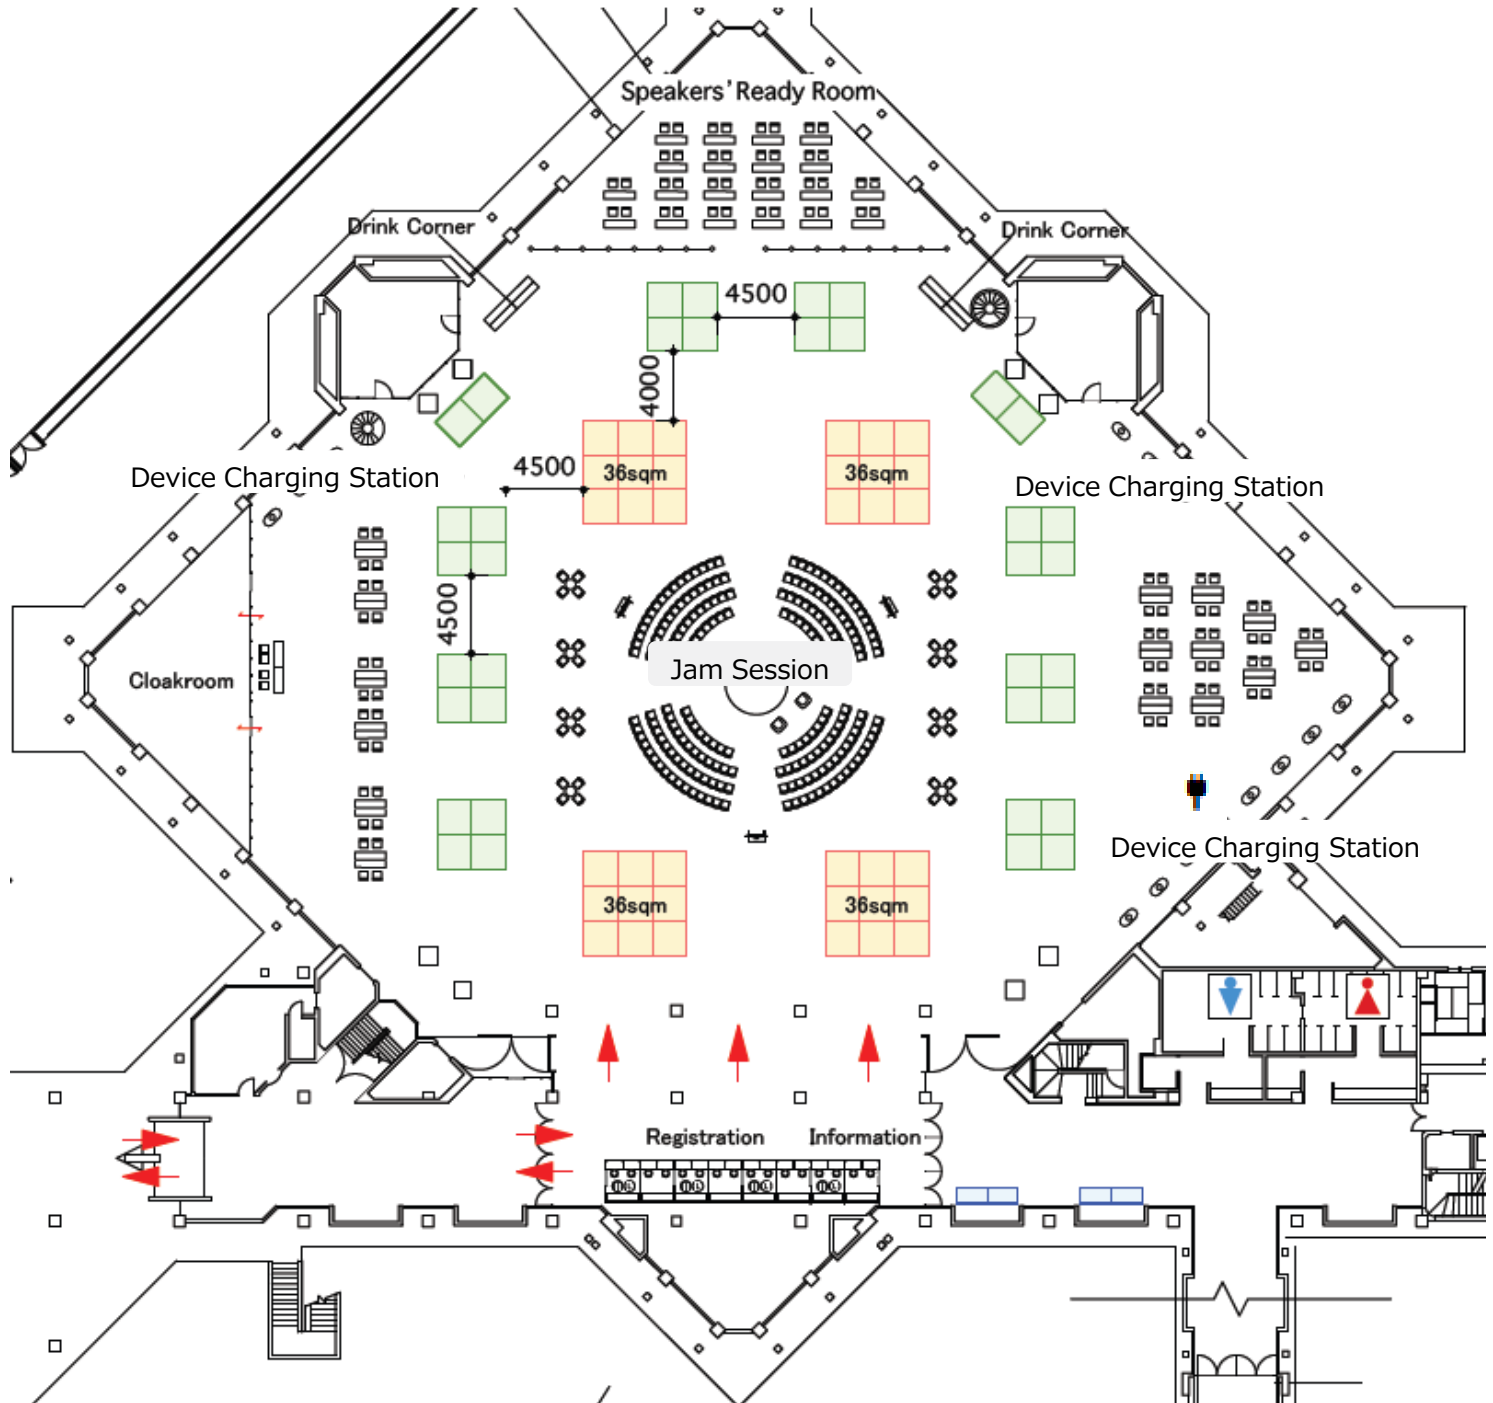 Speakers' Ready Room
Drink Corner
Drink Corner
4500
4000
Device Charging Station
4500
36sqm
36sqm
Device Charging Station
4500
Jam Session
Cloakroom
Device Charging Station
36sqm
36sqm
Registration
Information